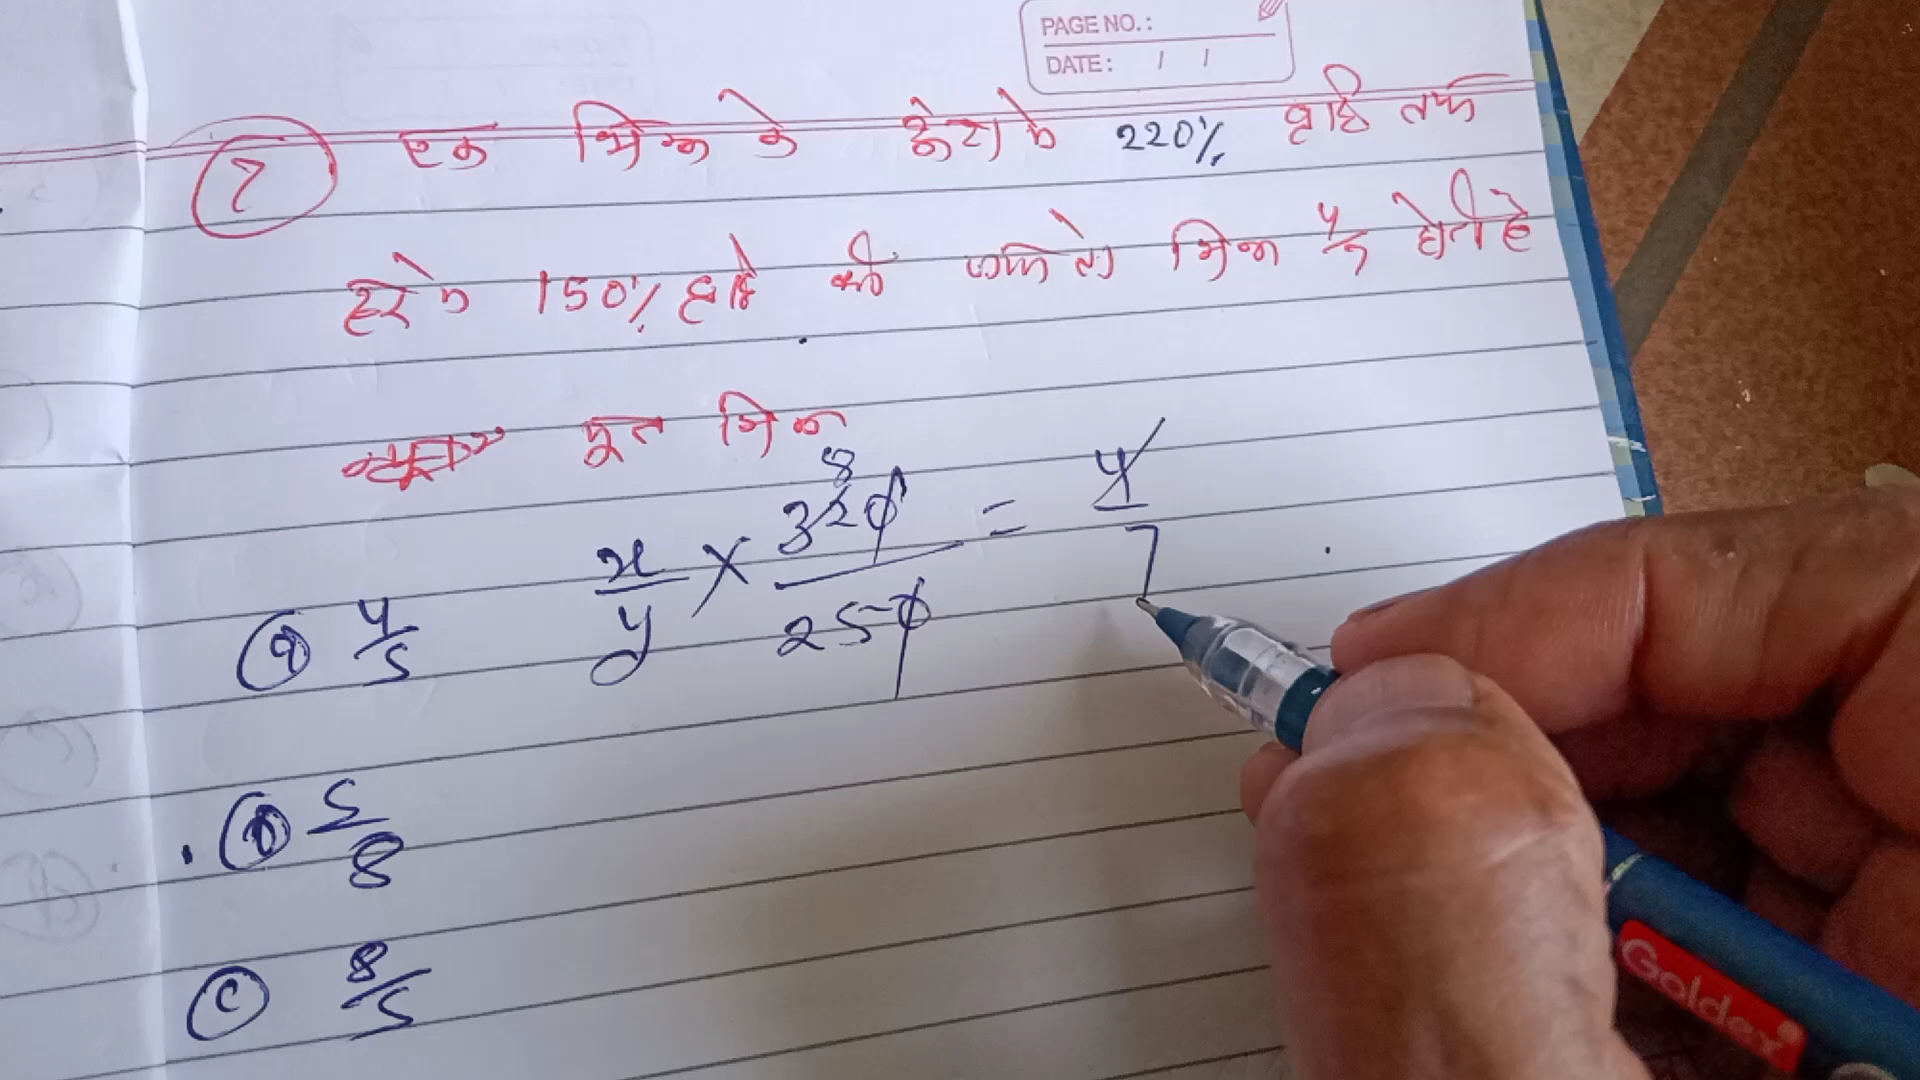 PAGE NO. :
DATE : / /
7 एक भिन्न के अंश में 220% वृद्धि तथा
हर में 150% वृद्धि की जाये तो भिन्न 4/7 होती है
मूल भिन्न
x/y × 320/250 = 4/7
8
(a) 4/5
(b) 5/8
(c) 8/5
Goldex